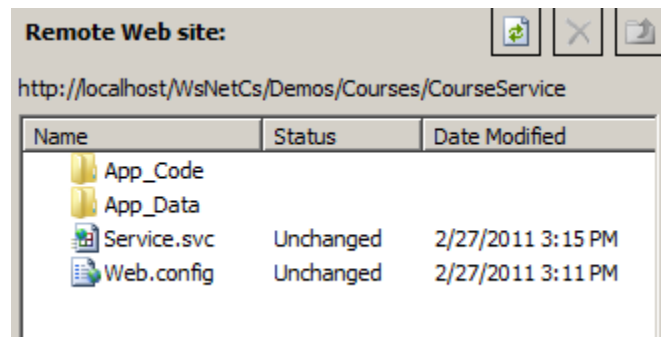 Remote Web site:
http://localhost/WsNetCs/Demos/Courses/CourseService
Name Status Date Modified
App_Code
App_Data
Service.svc Unchanged 2/27/2011 3:15 PM
Web.config Unchanged 2/27/2011 3:11 PM